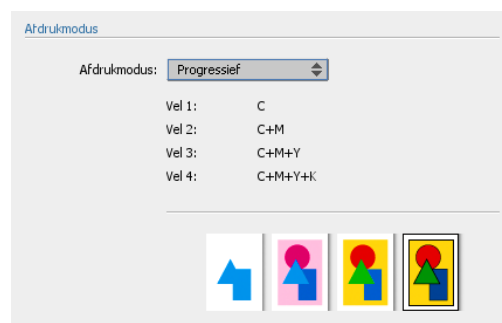 Afdrukmodus
Afdrukmodus: Progressief
Vel 1: C
Vel 2: C+M
Vel 3: C+M+Y
Vel 4: C+M+Y+K